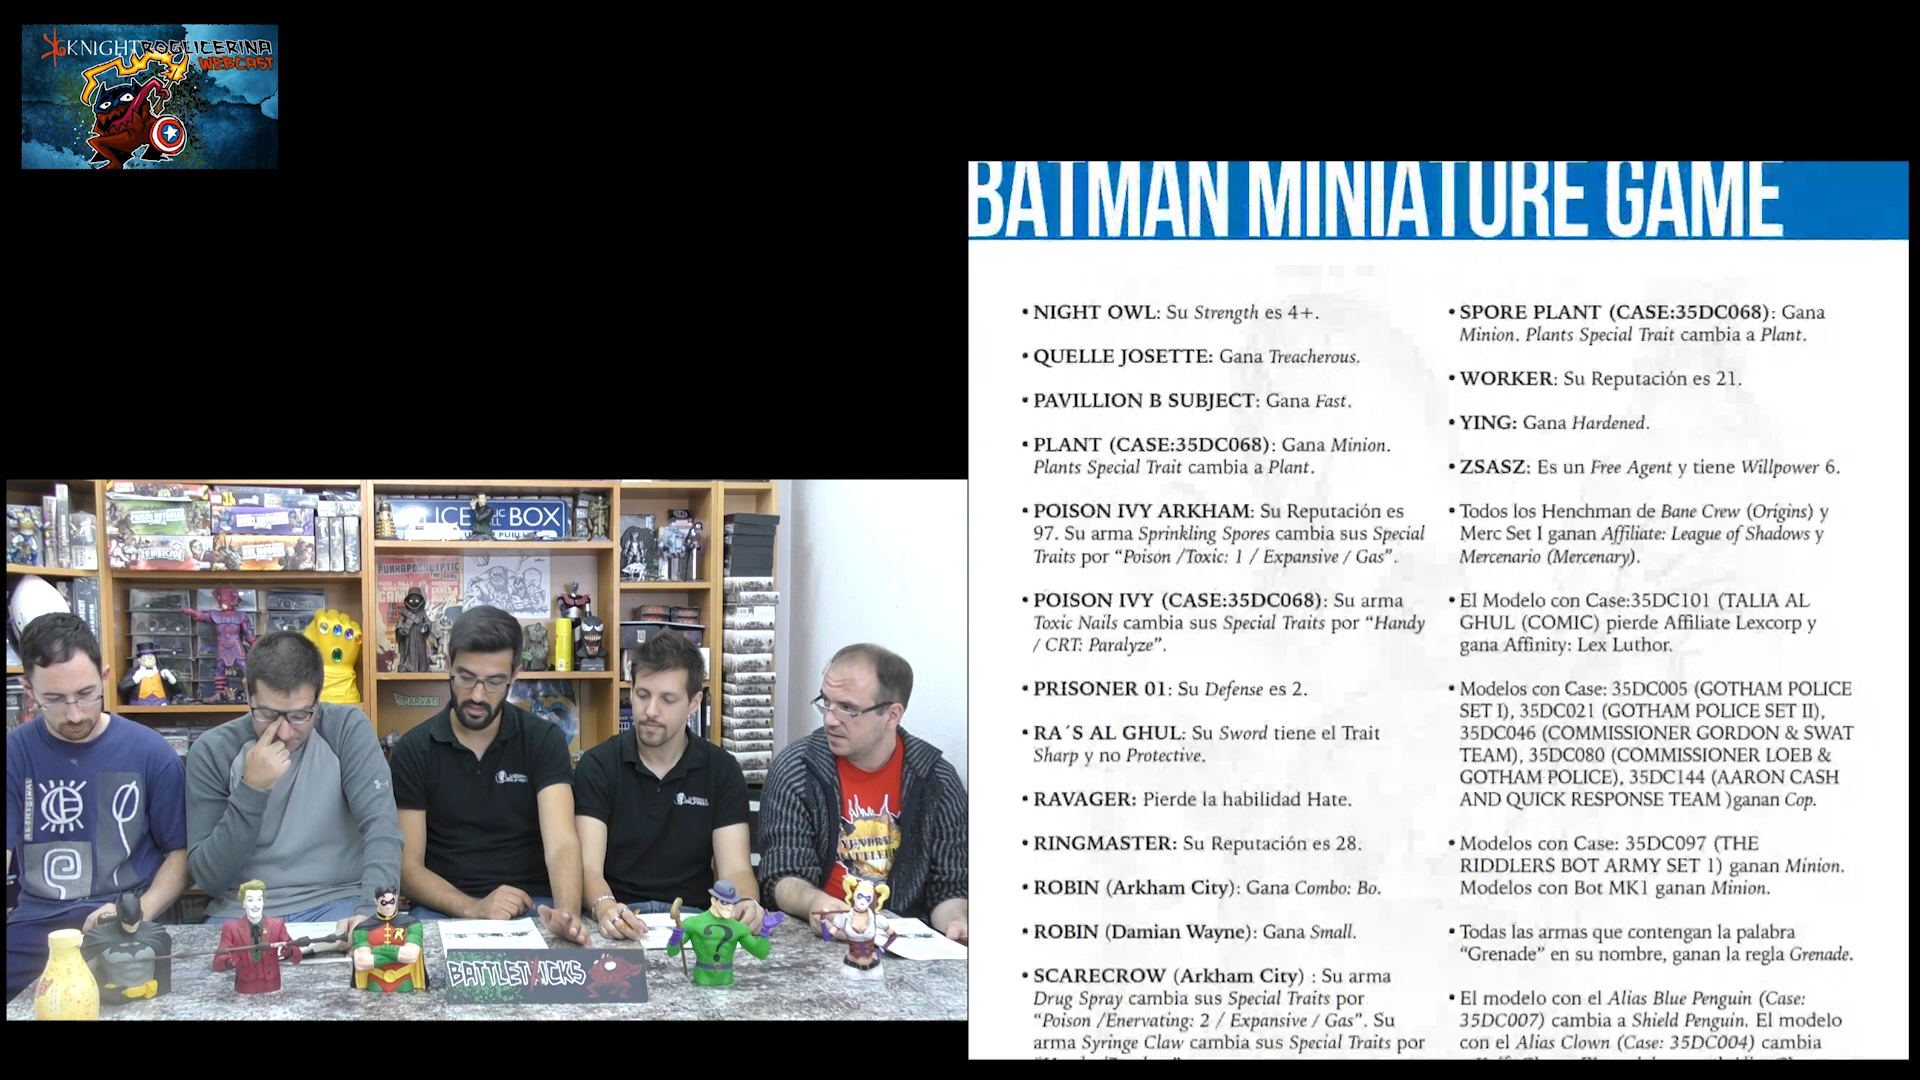 KNIGHTROGLICERINA
WEBCAST
BATMAN MINIATURE GAME
• NIGHT OWL: Su Strength es 4+.
• QUELLE JOSETTE: Gana Treacherous.
• PAVILLION B SUBJECT: Gana Fast.
• PLANT (CASE:35DC068): Gana Minion.
Plants Special Trait cambia a Plant.
• POISON IVY ARKHAM: Su Reputación es
97. Su arma Sprinkling Spores cambia sus Special
Traits por “Poison /Toxic: 1 / Expansive / Gas”.
• POISON IVY (CASE:35DC068): Su arma
Toxic Nails cambia sus Special Traits por “Handy
/ CRT: Paralyze”.
• PRISONER 01: Su Defense es 2.
• RA´S AL GHUL: Su Sword tiene el Trait
Sharp y no Protective.
• RAVAGER: Pierde la habilidad Hate.
• RINGMASTER: Su Reputación es 28.
• ROBIN (Arkham City): Gana Combo: Bo.
• ROBIN (Damian Wayne): Gana Small.
• SCARECROW (Arkham City) : Su arma
Drug Spray cambia sus Special Traits por
“Poison /Enervating: 2 / Expansive / Gas”. Su
arma Syringe Claw cambia sus Special Traits por
• SPORE PLANT (CASE:35DC068): Gana
Minion. Plants Special Trait cambia a Plant.
• WORKER: Su Reputación es 21.
• YING: Gana Hardened.
• ZSASZ: Es un Free Agent y tiene Willpower 6.
• Todos los Henchman de Bane Crew (Origins) y
Merc Set I ganan Affiliate: League of Shadows y
Mercenario (Mercenary).
• El Modelo con Case:35DC101 (TALIA AL
GHUL (COMIC) pierde Affiliate Lexcorp y
gana Affinity: Lex Luthor.
• Modelos con Case: 35DC005 (GOTHAM POLICE
SET I), 35DC021 (GOTHAM POLICE SET II),
35DC046 (COMMISSIONER GORDON & SWAT
TEAM), 35DC080 (COMMISSIONER LOEB &
GOTHAM POLICE), 35DC144 (AARON CASH
AND QUICK RESPONSE TEAM )ganan Cop.
• Modelos con Case: 35DC097 (THE
RIDDLERS BOT ARMY SET 1) ganan Minion.
Modelos con Bot MK1 ganan Minion.
• Todas las armas que contengan la palabra
“Grenade” en su nombre, ganan la regla Grenade.
• El modelo con el Alias Blue Penguin (Case:
35DC007) cambia a Shield Penguin. El modelo
con el Alias Clown (Case: 35DC004) cambia
BOX
PUNKAPOCALYPTIC
ZOMBICIDE
PARVATI
ABORIGINAL
BATTLETRICKS